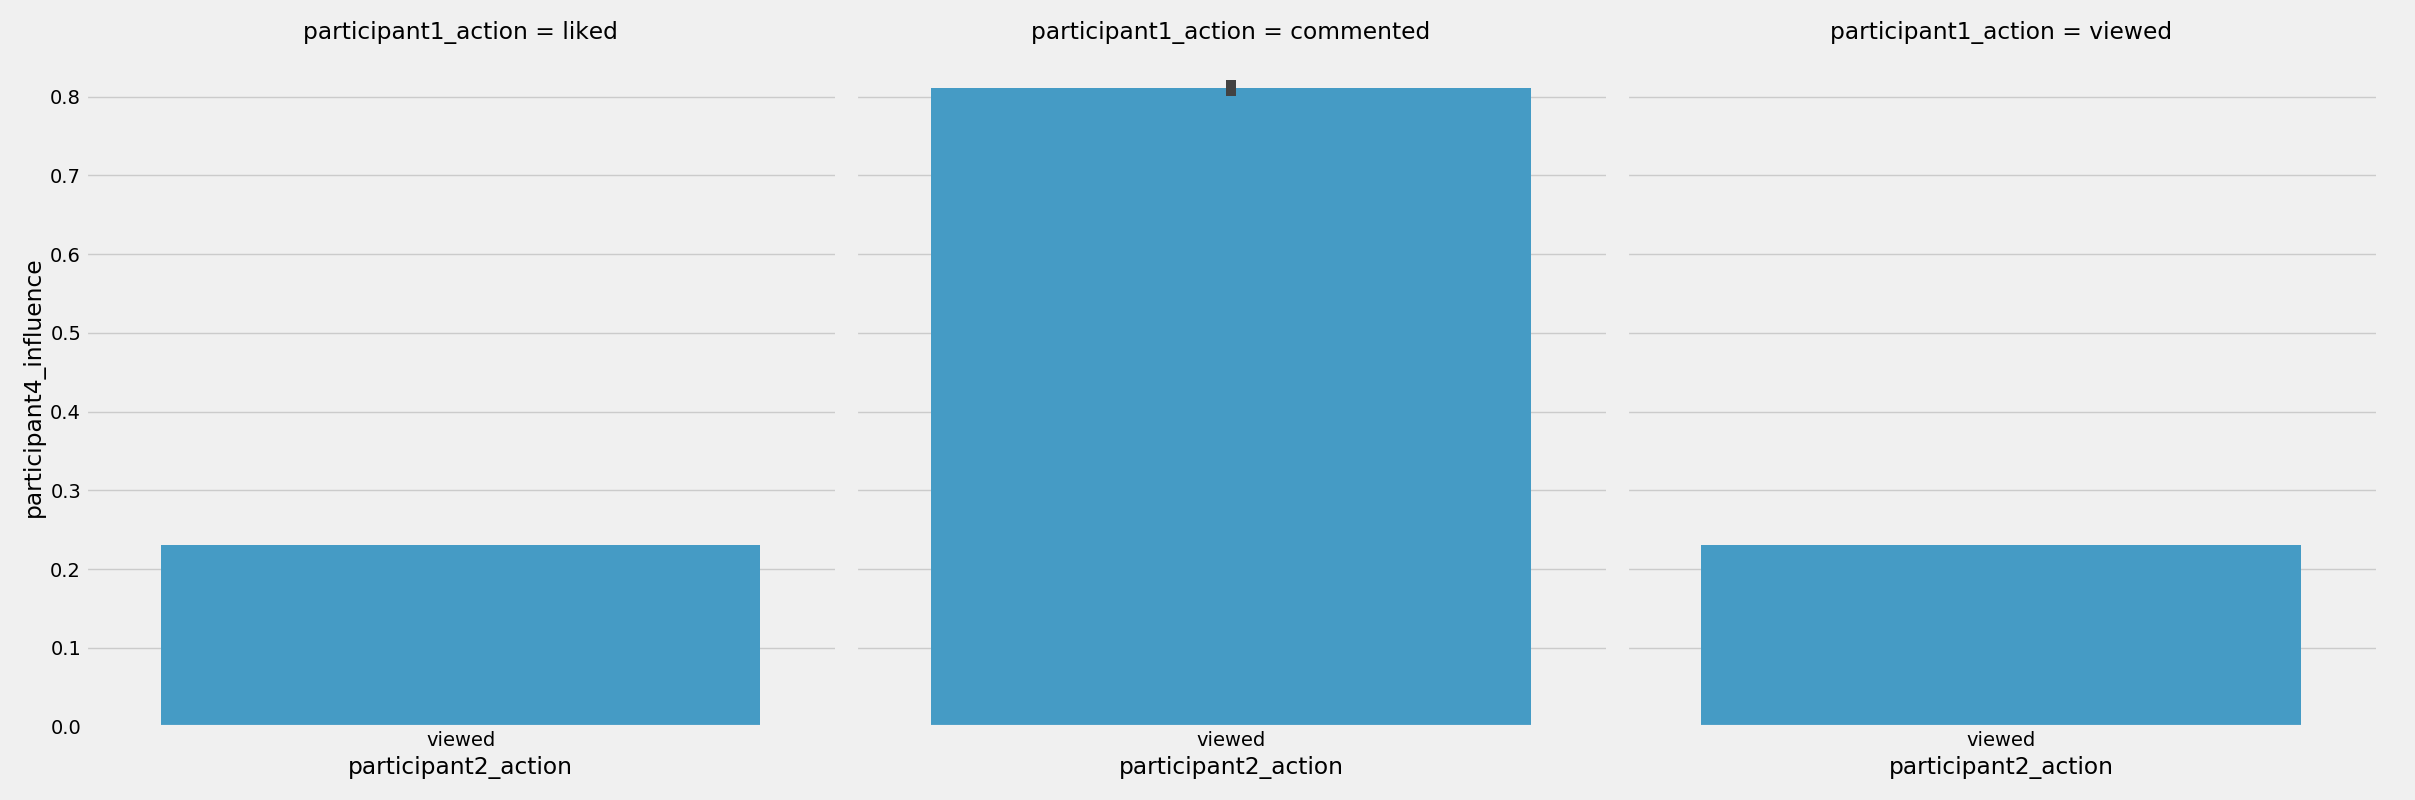 participant1_action = liked
participant1_action = commented
participant1_action = viewed
participant4_influence
0.8
0.7
0.6
0.5
0.4
0.3
0.2
0.1
0.0
viewed
viewed
viewed
participant2_action
participant2_action
participant2_action